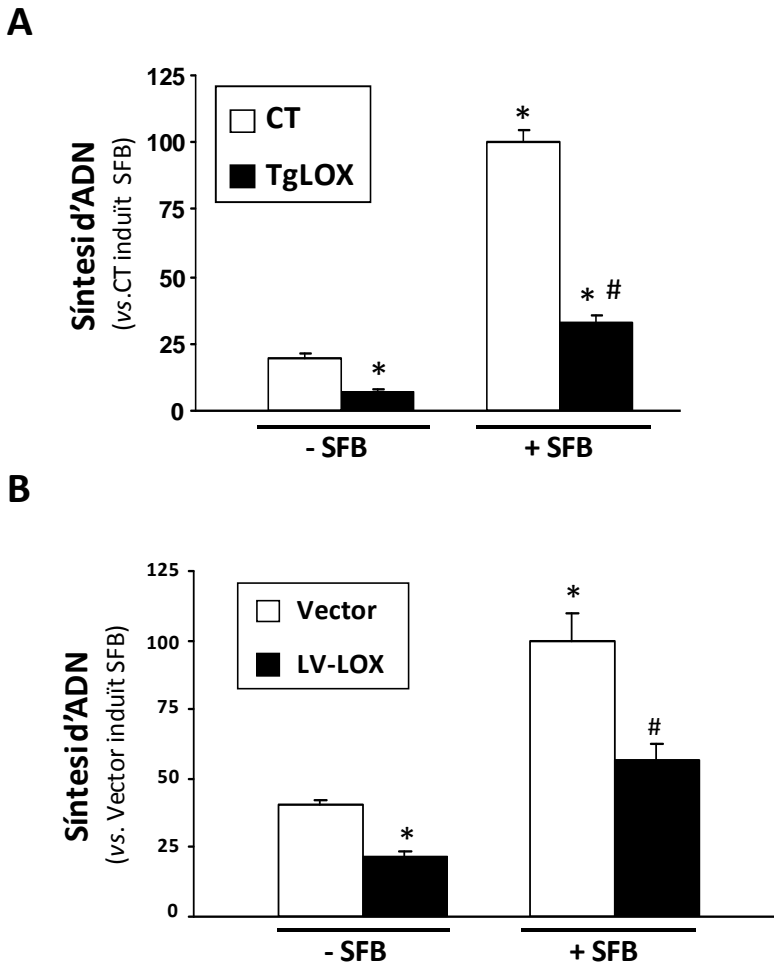 A
Síntesi d'ADN
(vs.CT induït SFB)
125
100
75
50
25
0
CT
TgLOX
*
*
* #
- SFB
+ SFB
B
Síntesi d'ADN
(vs. Vector induït SFB)
125
100
75
50
25
0
Vector
LV-LOX
*
*
#
- SFB
+ SFB